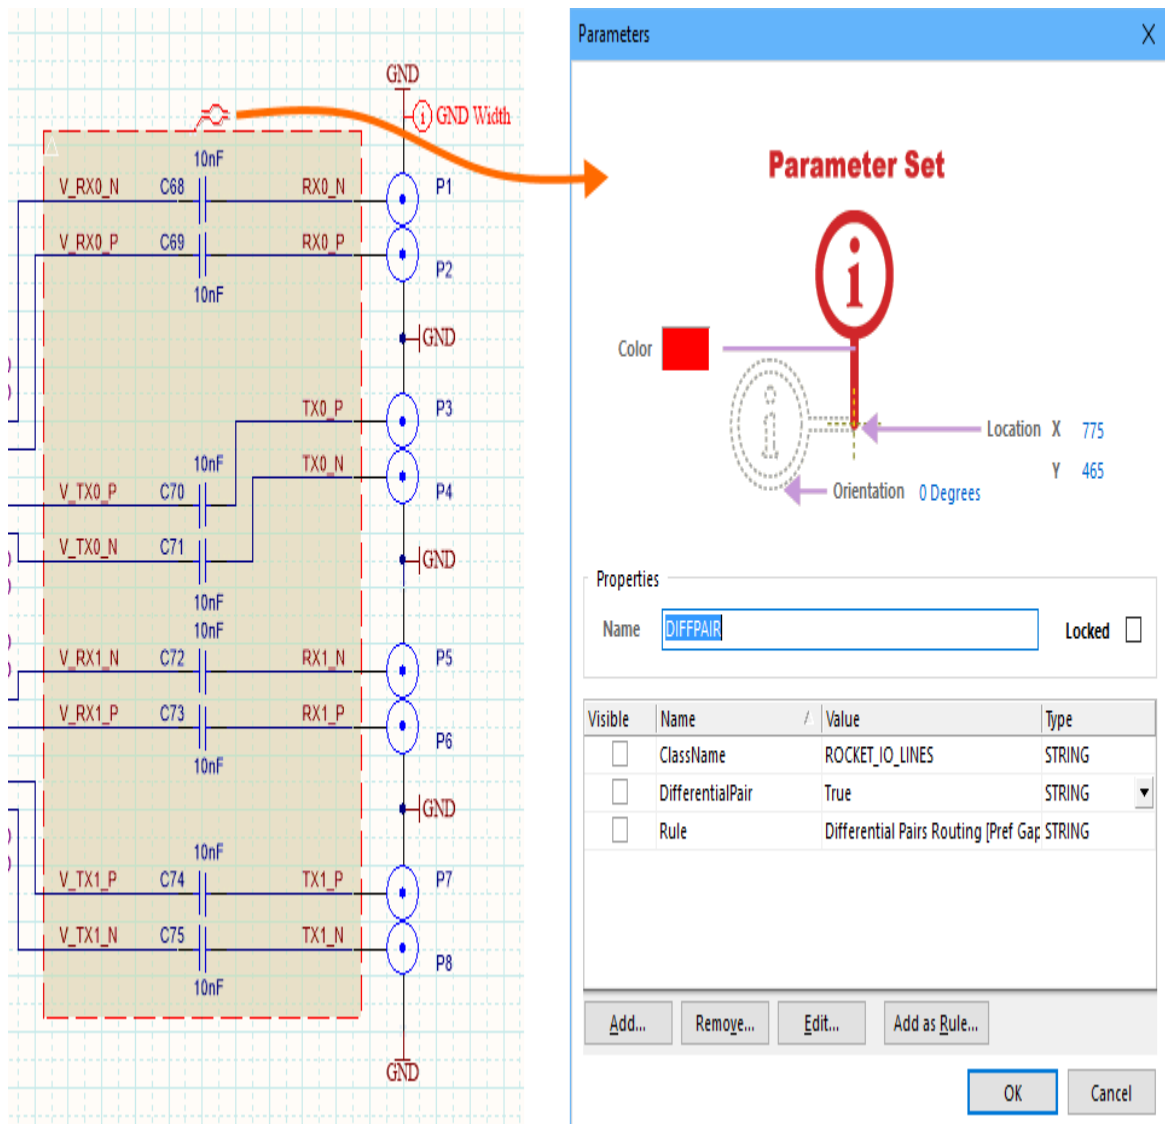 GND
GND Width
10nF
V_RX0_N C68 RX0_N P1
V_RX0_P C69 RX0_P
P2
10nF
GND
TX0_P P3
10nF TX0_N
V_TX0_P C70 P4
V_TX0_N C71
GND
10nF
10nF
V_RX1_N C72 RX1_N P5
V_RX1_P C73 RX1_P
P6
10nF
GND
10nF
V_TX1_P C74 TX1_P P7
V_TX1_N C75 TX1_N
P8
10nF
GND
Parameters
Parameter Set
Color
Location X 775
Y 465
Orientation 0 Degrees
Properties
Name DIFFPAIR Locked
Visible Name Value Type
ClassName ROCKET_IO_LINES STRING
DifferentialPair True STRING
Rule Differential Pairs Routing [Pref Gap STRING
Add... Remove... Edit... Add as Rule...
OK Cancel